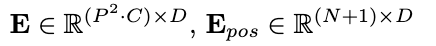 𝐄 ∈ ℝ^{(P²·C)×D}, 𝐄_{pos} ∈ ℝ^{(N+1)×D}